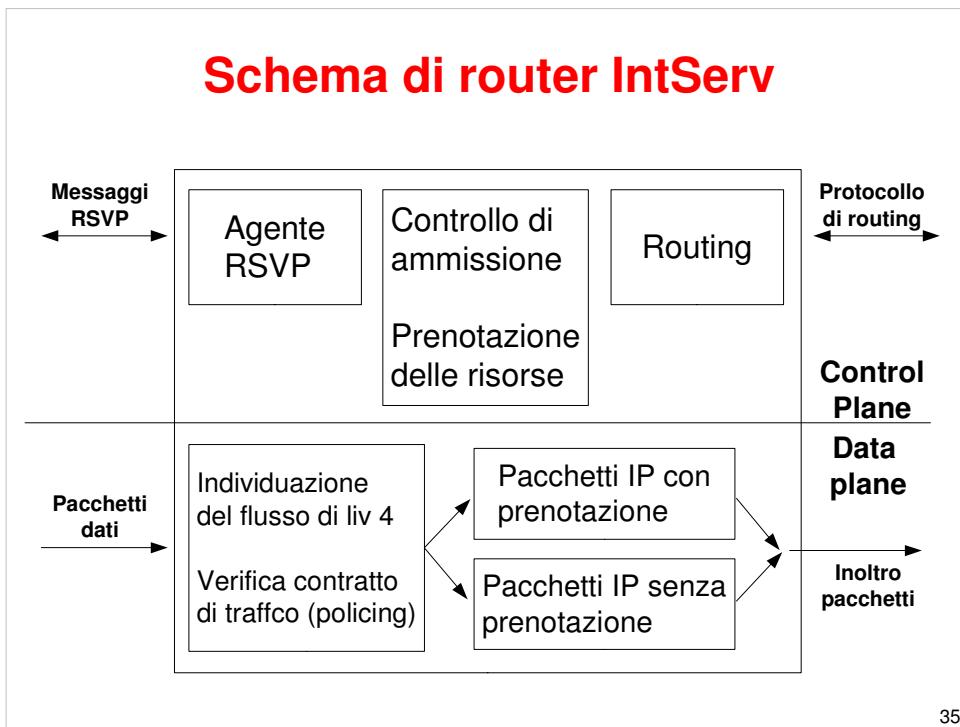 Schema di router IntServ
Messaggi
RSVP
Agente
RSVP
Controllo di
ammissione
Prenotazione
delle risorse
Routing
Protocollo
di routing
Control
Plane
Data
plane
Pacchetti
dati
Individuazione
del flusso di liv 4
Verifica contratto
di traffco (policing)
Pacchetti IP con
prenotazione
Pacchetti IP senza
prenotazione
Inoltro
pacchetti
35